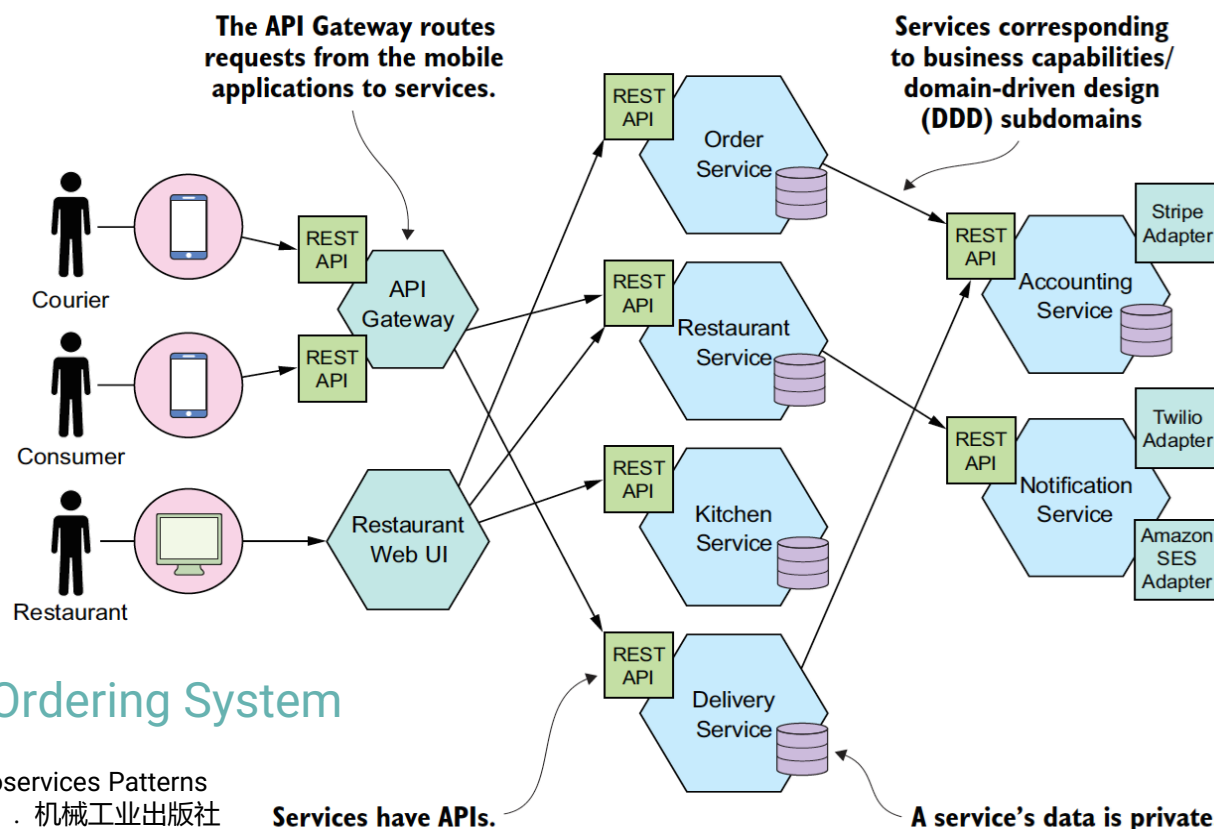 The API Gateway routes
requests from the mobile
applications to services.
Services corresponding
to business capabilities/
domain-driven design
(DDD) subdomains
REST
API
Order
Service
Courier
REST
API
API
Gateway
REST
API
Consumer
REST
API
Restaurant
Service
REST
API
Accounting
Service
Stripe
Adapter
Restaurant
Restaurant
Web UI
REST
API
Kitchen
Service
REST
API
Notification
Service
Twilio
Adapter
Amazon
SES
Adapter
REST
API
Delivery
Service
Ordering System
oservices Patterns
. 机械工业出版社
Services have APIs.
A service's data is private